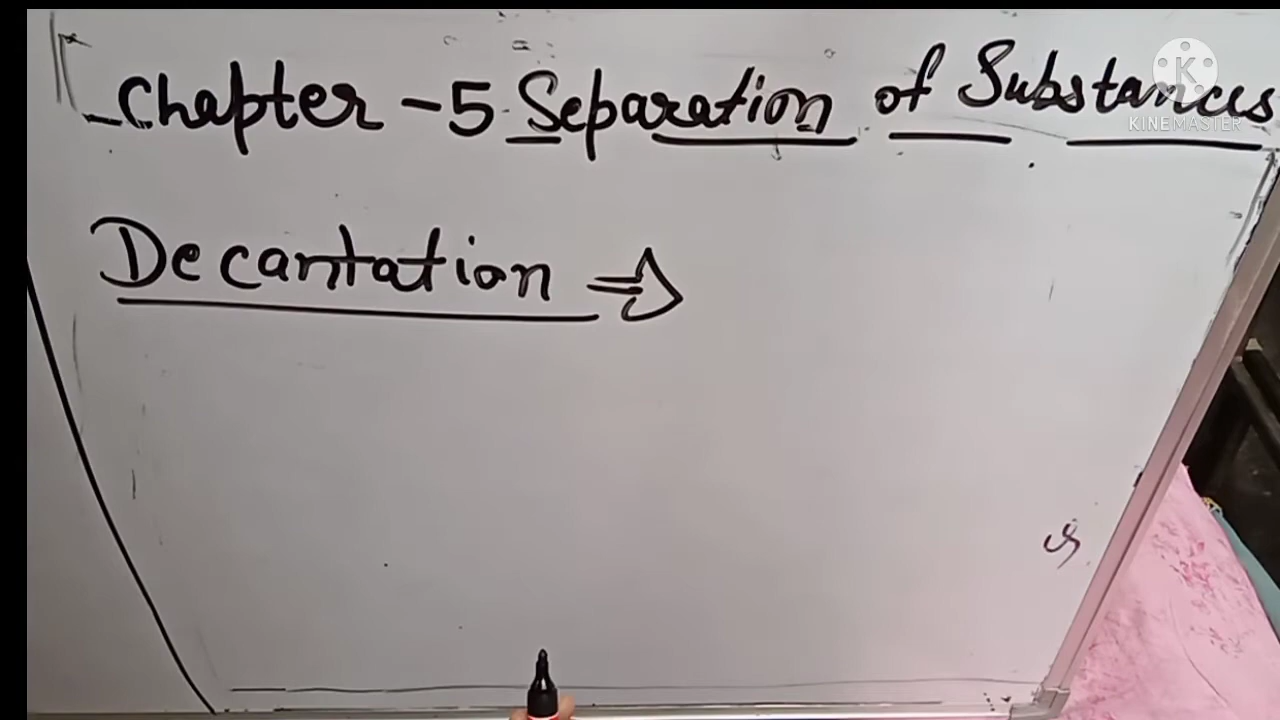 Chapter -5 Separation of Substances
K
KINEMASTER
Decantation ⇒